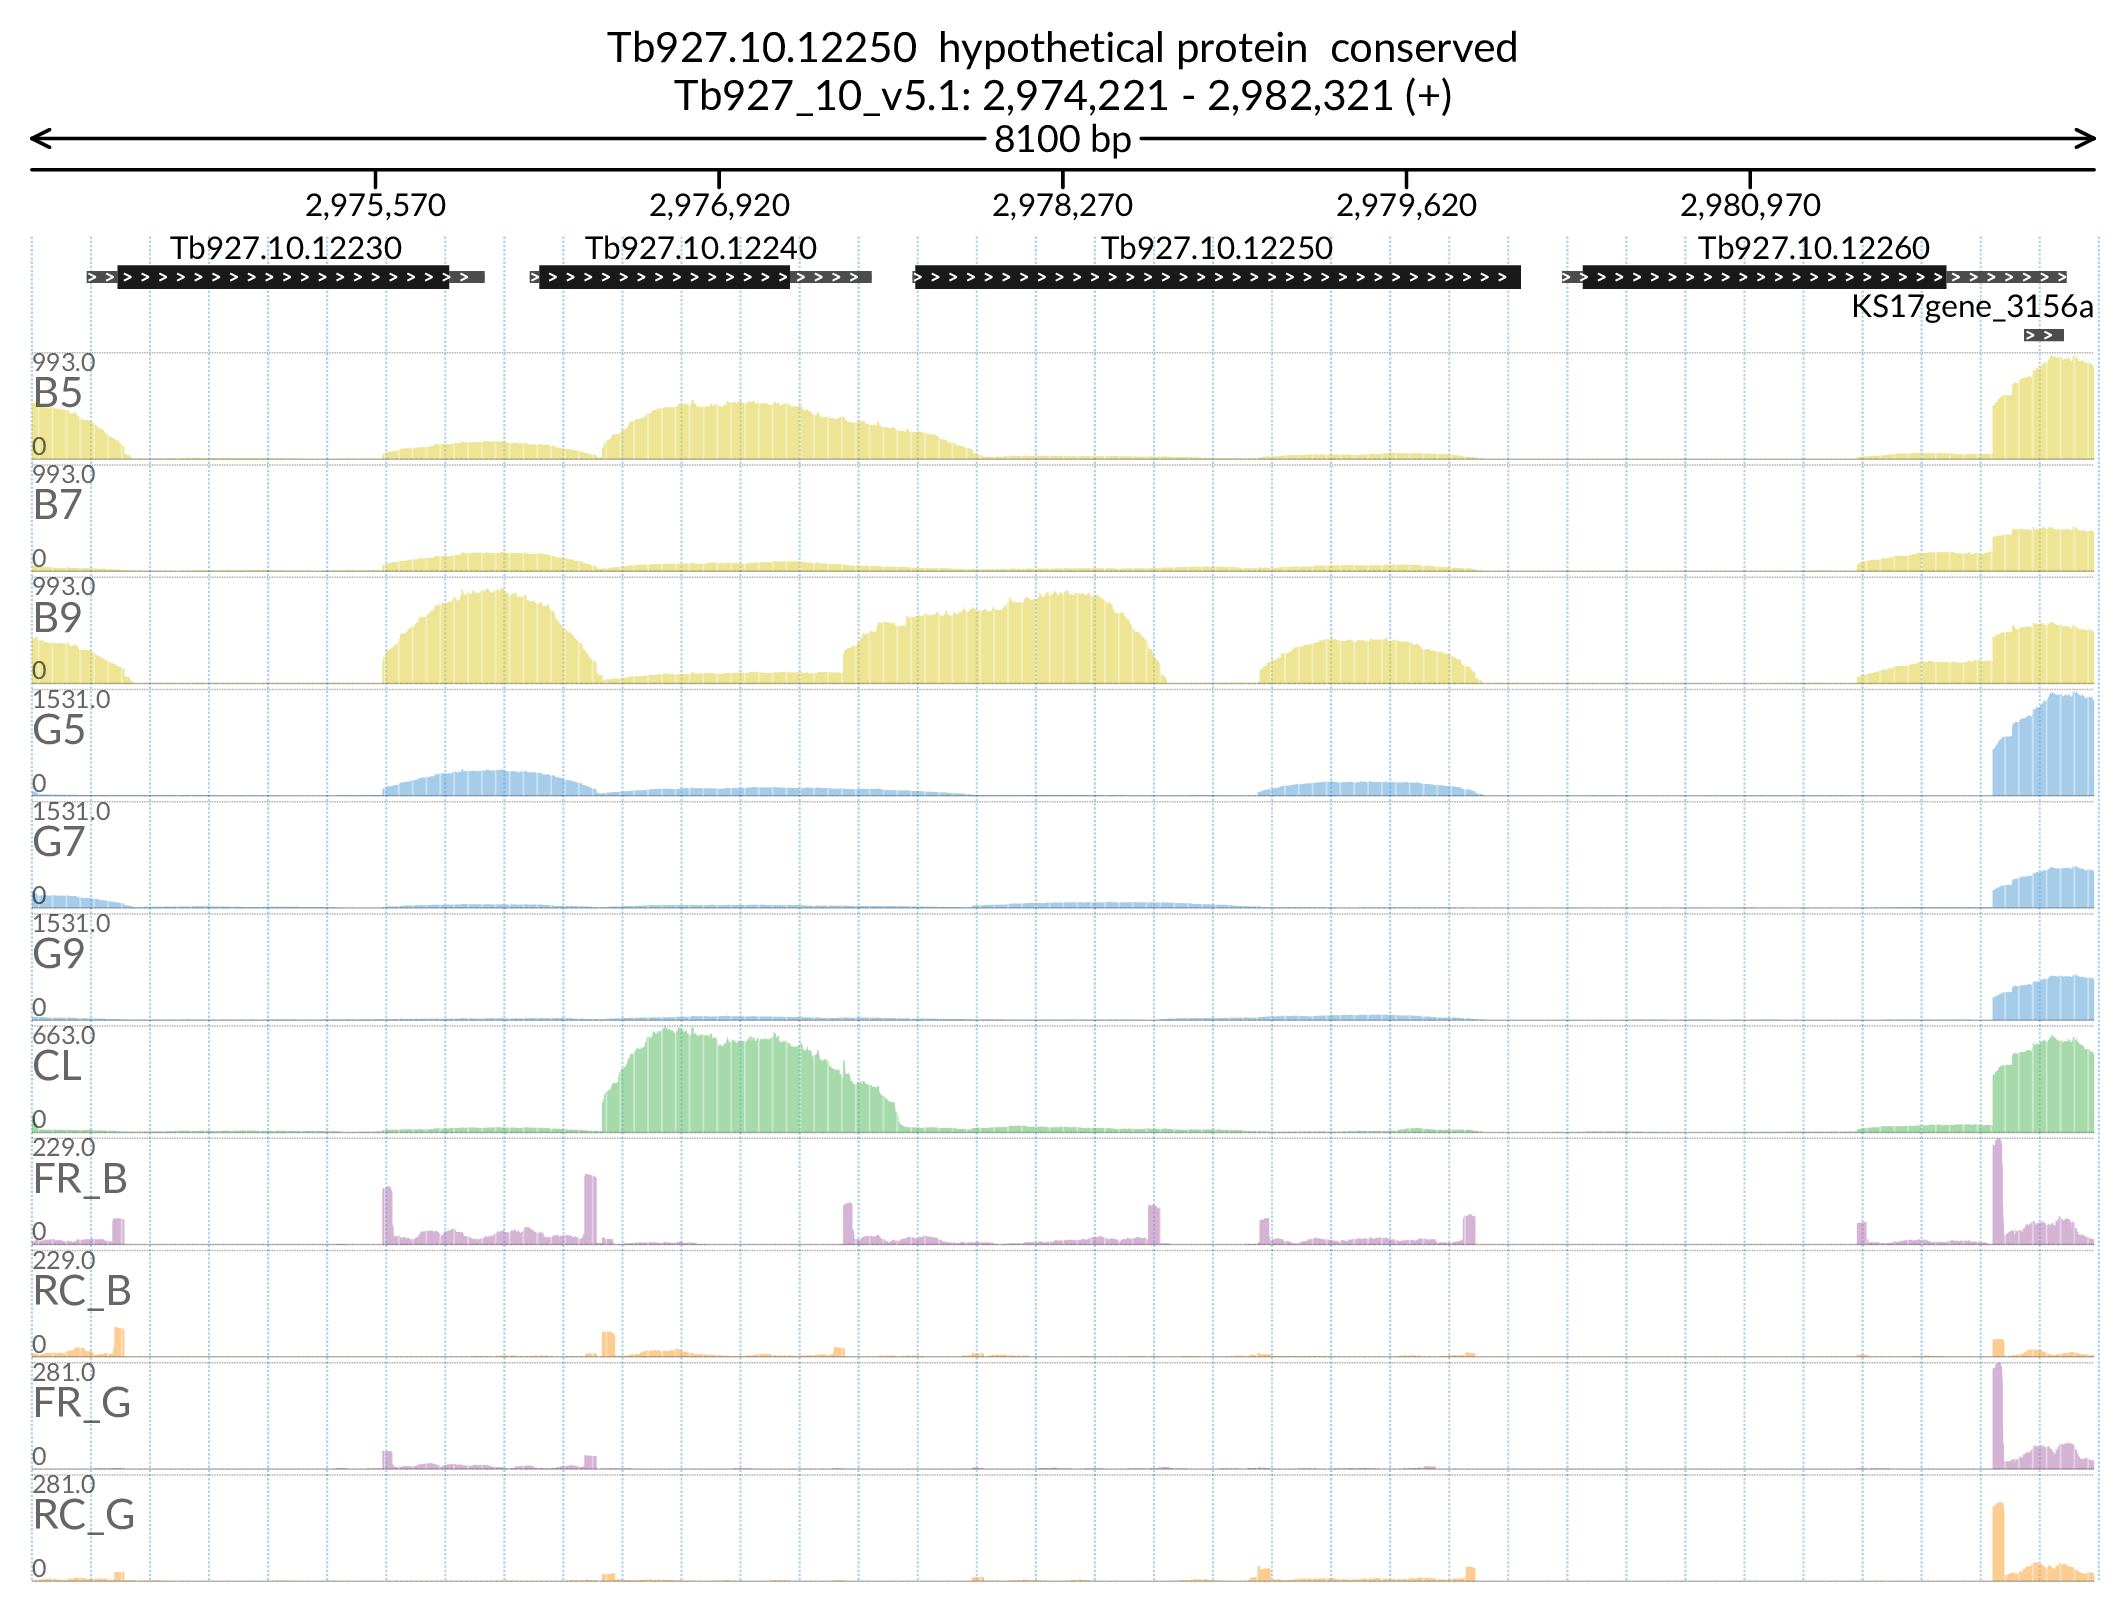 Tb927.10.12250 hypothetical protein conserved
Tb927_10_v5.1: 2,974,221 - 2,982,321 (+)
8100 bp
2,975,570 2,976,920 2,978,270 2,979,620 2,980,970
Tb927.10.12230 Tb927.10.12240 Tb927.10.12250 Tb927.10.12260
KS17gene_3156a
993.0
B5
0
993.0
B7
0
993.0
B9
0
1531.0
G5
0
1531.0
G7
0
1531.0
G9
0
663.0
CL
0
229.0
FR_B
0
229.0
RC_B
0
281.0
FR_G
0
281.0
RC_G
0